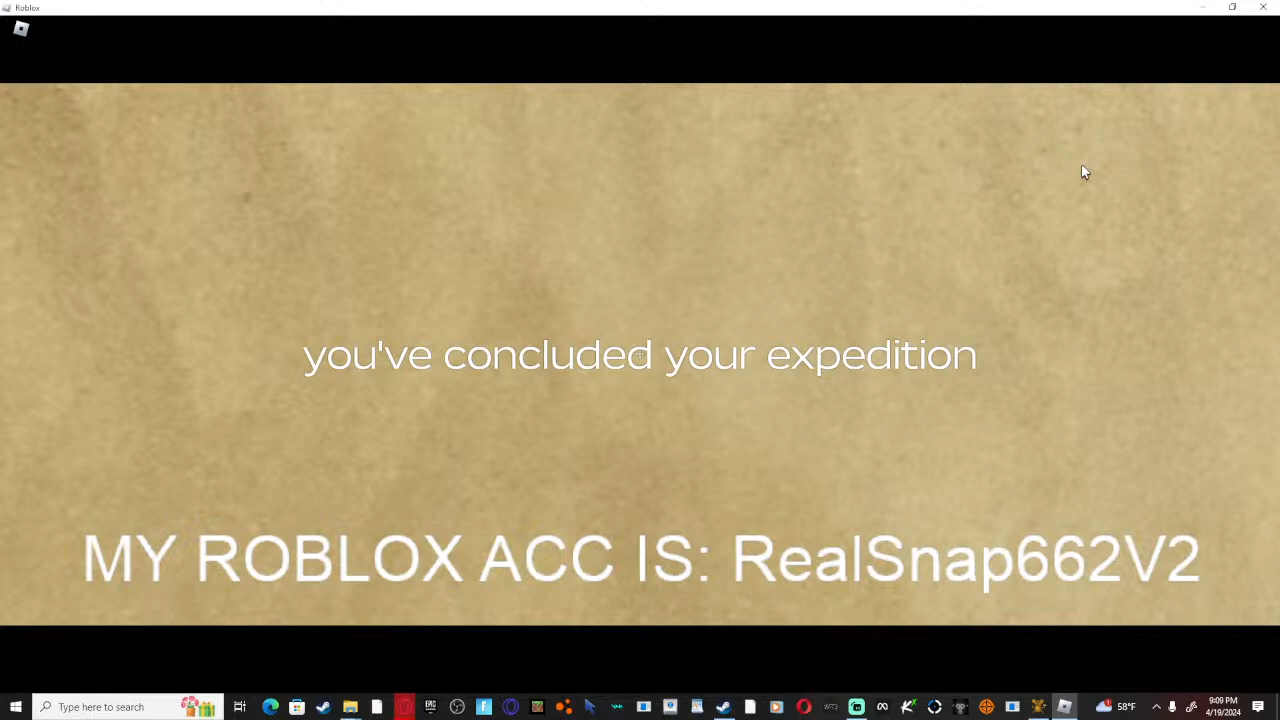 Roblox
you've concluded your expedition
MY ROBLOX ACC IS: RealSnap662V2
Type here to search
EPIC
58°F
9:09 PM
4/19/2024